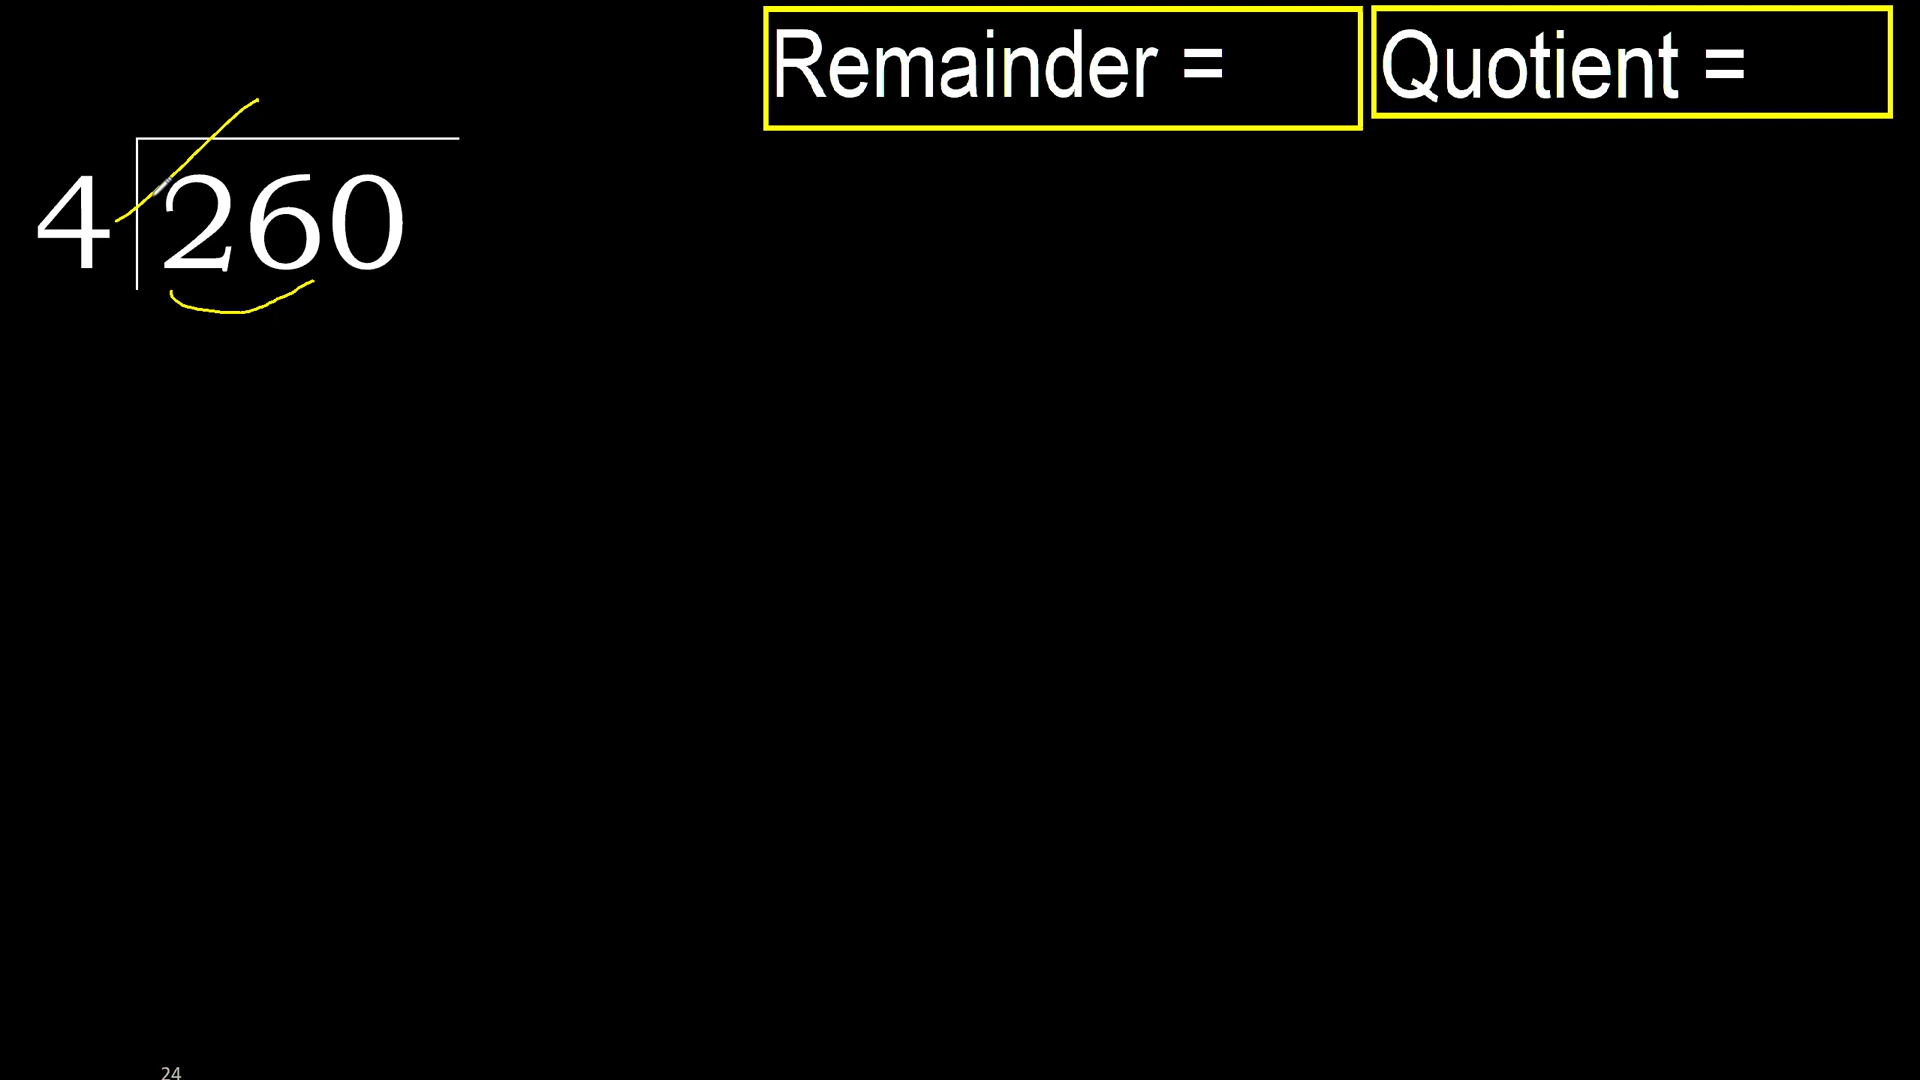 Remainder = Quotient =
4 260
24